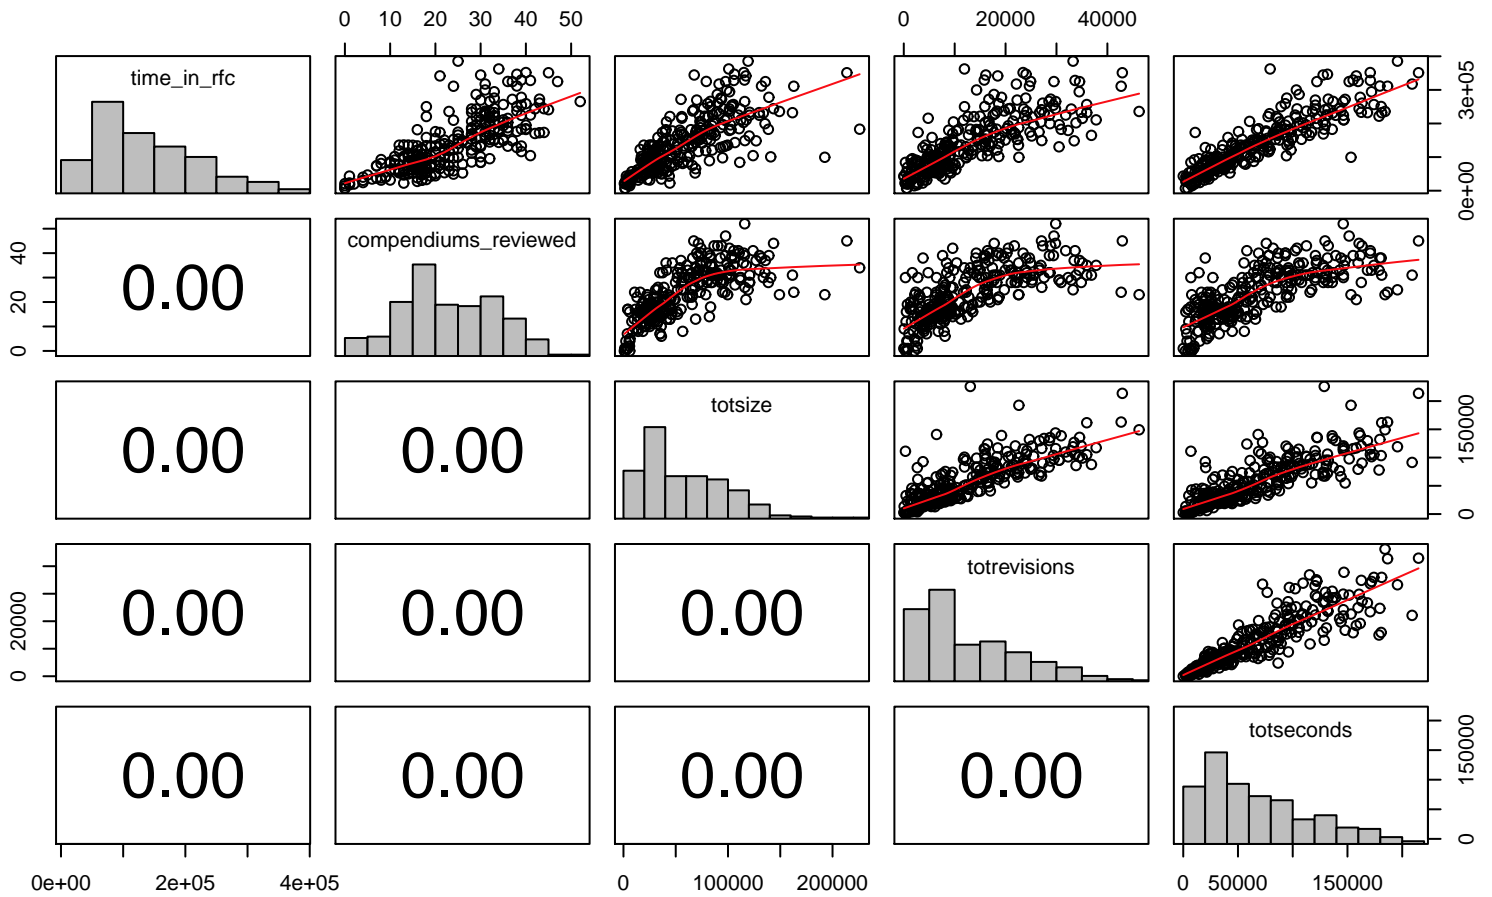 0 10 20 30 40 50
0 20000 40000
time_in_rfc
0e+00 3e+05
0 20 40
0.00
compendiums_reviewed
0.00 0.00
totsize
0 150000
0 20000
0.00 0.00 0.00
totrevisions
0.00 0.00 0.00 0.00
totseconds
0 150000
0e+00 2e+05 4e+05
0 100000 200000
0 50000 150000